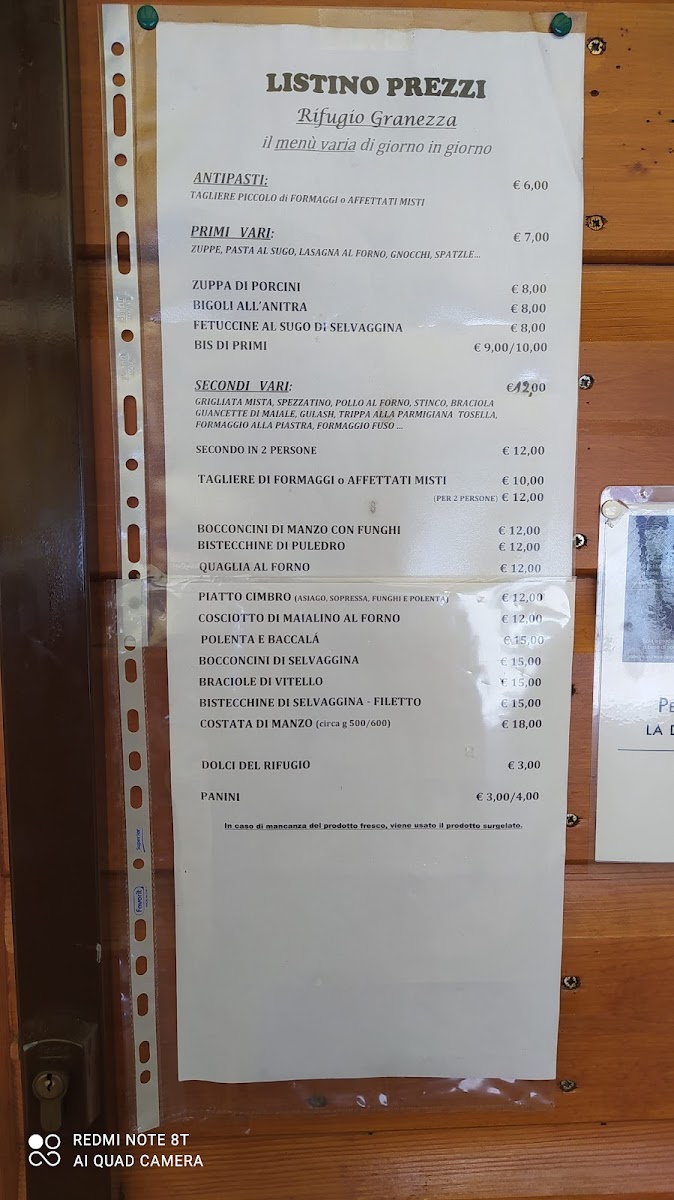 LISTINO PREZZI
Rifugio Granezza
il menù varia di giorno in giorno
ANTIPASTI: € 6,00
TAGLIERE PICCOLO di FORMAGGI o AFFETTATI MISTI
PRIMI VARI: € 7,00
ZUPPE, PASTA AL SUGO, LASAGNA AL FORNO, GNOCCHI, SPATZLE...
ZUPPA DI PORCINI € 8,00
BIGOLI ALL'ANITRA € 8,00
FETUCCINE AL SUGO DI SELVAGGINA € 8,00
BIS DI PRIMI € 9,00/10,00
SECONDI VARI: €12,00
GRIGLIATA MISTA, SPEZZATINO, POLLO AL FORNO, STINCO, BRACIOLA
GUANCETTE DI MAIALE, GULASH, TRIPPA ALLA PARMIGIANA TOSELLA,
FORMAGGIO ALLA PIASTRA, FORMAGGIO FUSO ...
SECONDO IN 2 PERSONE € 12,00
TAGLIERE DI FORMAGGI o AFFETTATI MISTI € 10,00
(PER 2 PERSONE) € 12,00
BOCCONCINI DI MANZO CON FUNGHI € 12,00
BISTECCHINE DI PULEDRO € 12,00
QUAGLIA AL FORNO € 12,00
PIATTO CIMBRO (ASIAGO, SOPRESSA, FUNGHI E POLENTA) € 12,00
COSCIOTTO DI MAIALINO AL FORNO € 12,00
POLENTA E BACCALÁ € 15,00
BOCCONCINI DI SELVAGGINA € 15,00
BRACIOLE DI VITELLO € 15,00
BISTECCHINE DI SELVAGGINA - FILETTO € 15,00
COSTATA DI MANZO (circa g 500/600) € 18,00
DOLCI DEL RIFUGIO € 3,00
PANINI € 3,00/4,00
In caso di mancanza del prodotto fresco, viene usato il prodotto surgelato.
Favorit
Superior
LA
REDMI NOTE 8T
AI QUAD CAMERA